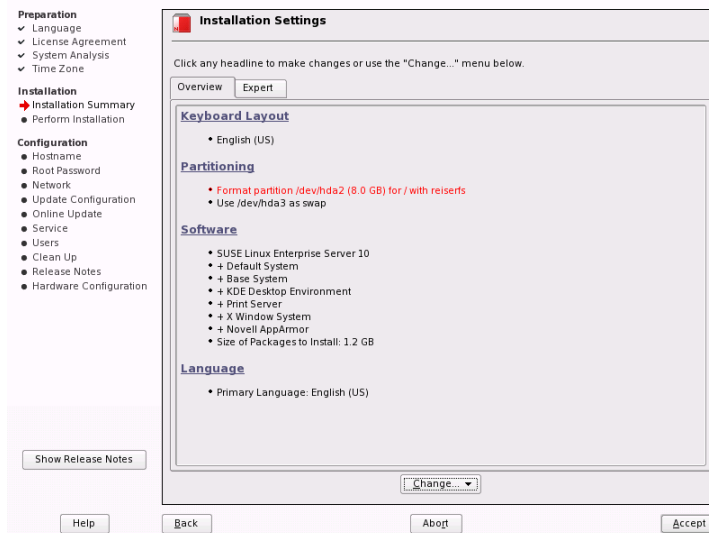 Preparation
Language
License Agreement
System Analysis
Time Zone
Installation
Installation Summary
Perform Installation
Configuration
Hostname
Root Password
Network
Update Configuration
Online Update
Service
Users
Clean Up
Release Notes
Hardware Configuration
Show Release Notes
Help
Installation Settings
Click any headline to make changes or use the "Change..." menu below.
Overview
Expert
Keyboard Layout
• English (US)
Partitioning
• Format partition /dev/hda2 (8.0 GB) for / with reiserfs
• Use /dev/hda3 as swap
Software
• SUSE Linux Enterprise Server 10
• + Default System
• + Base System
• + KDE Desktop Environment
• + Print Server
• + X Window System
• + Novell AppArmor
• Size of Packages to Install: 1.2 GB
Language
• Primary Language: English (US)
Change...
Back
Abort
Accept